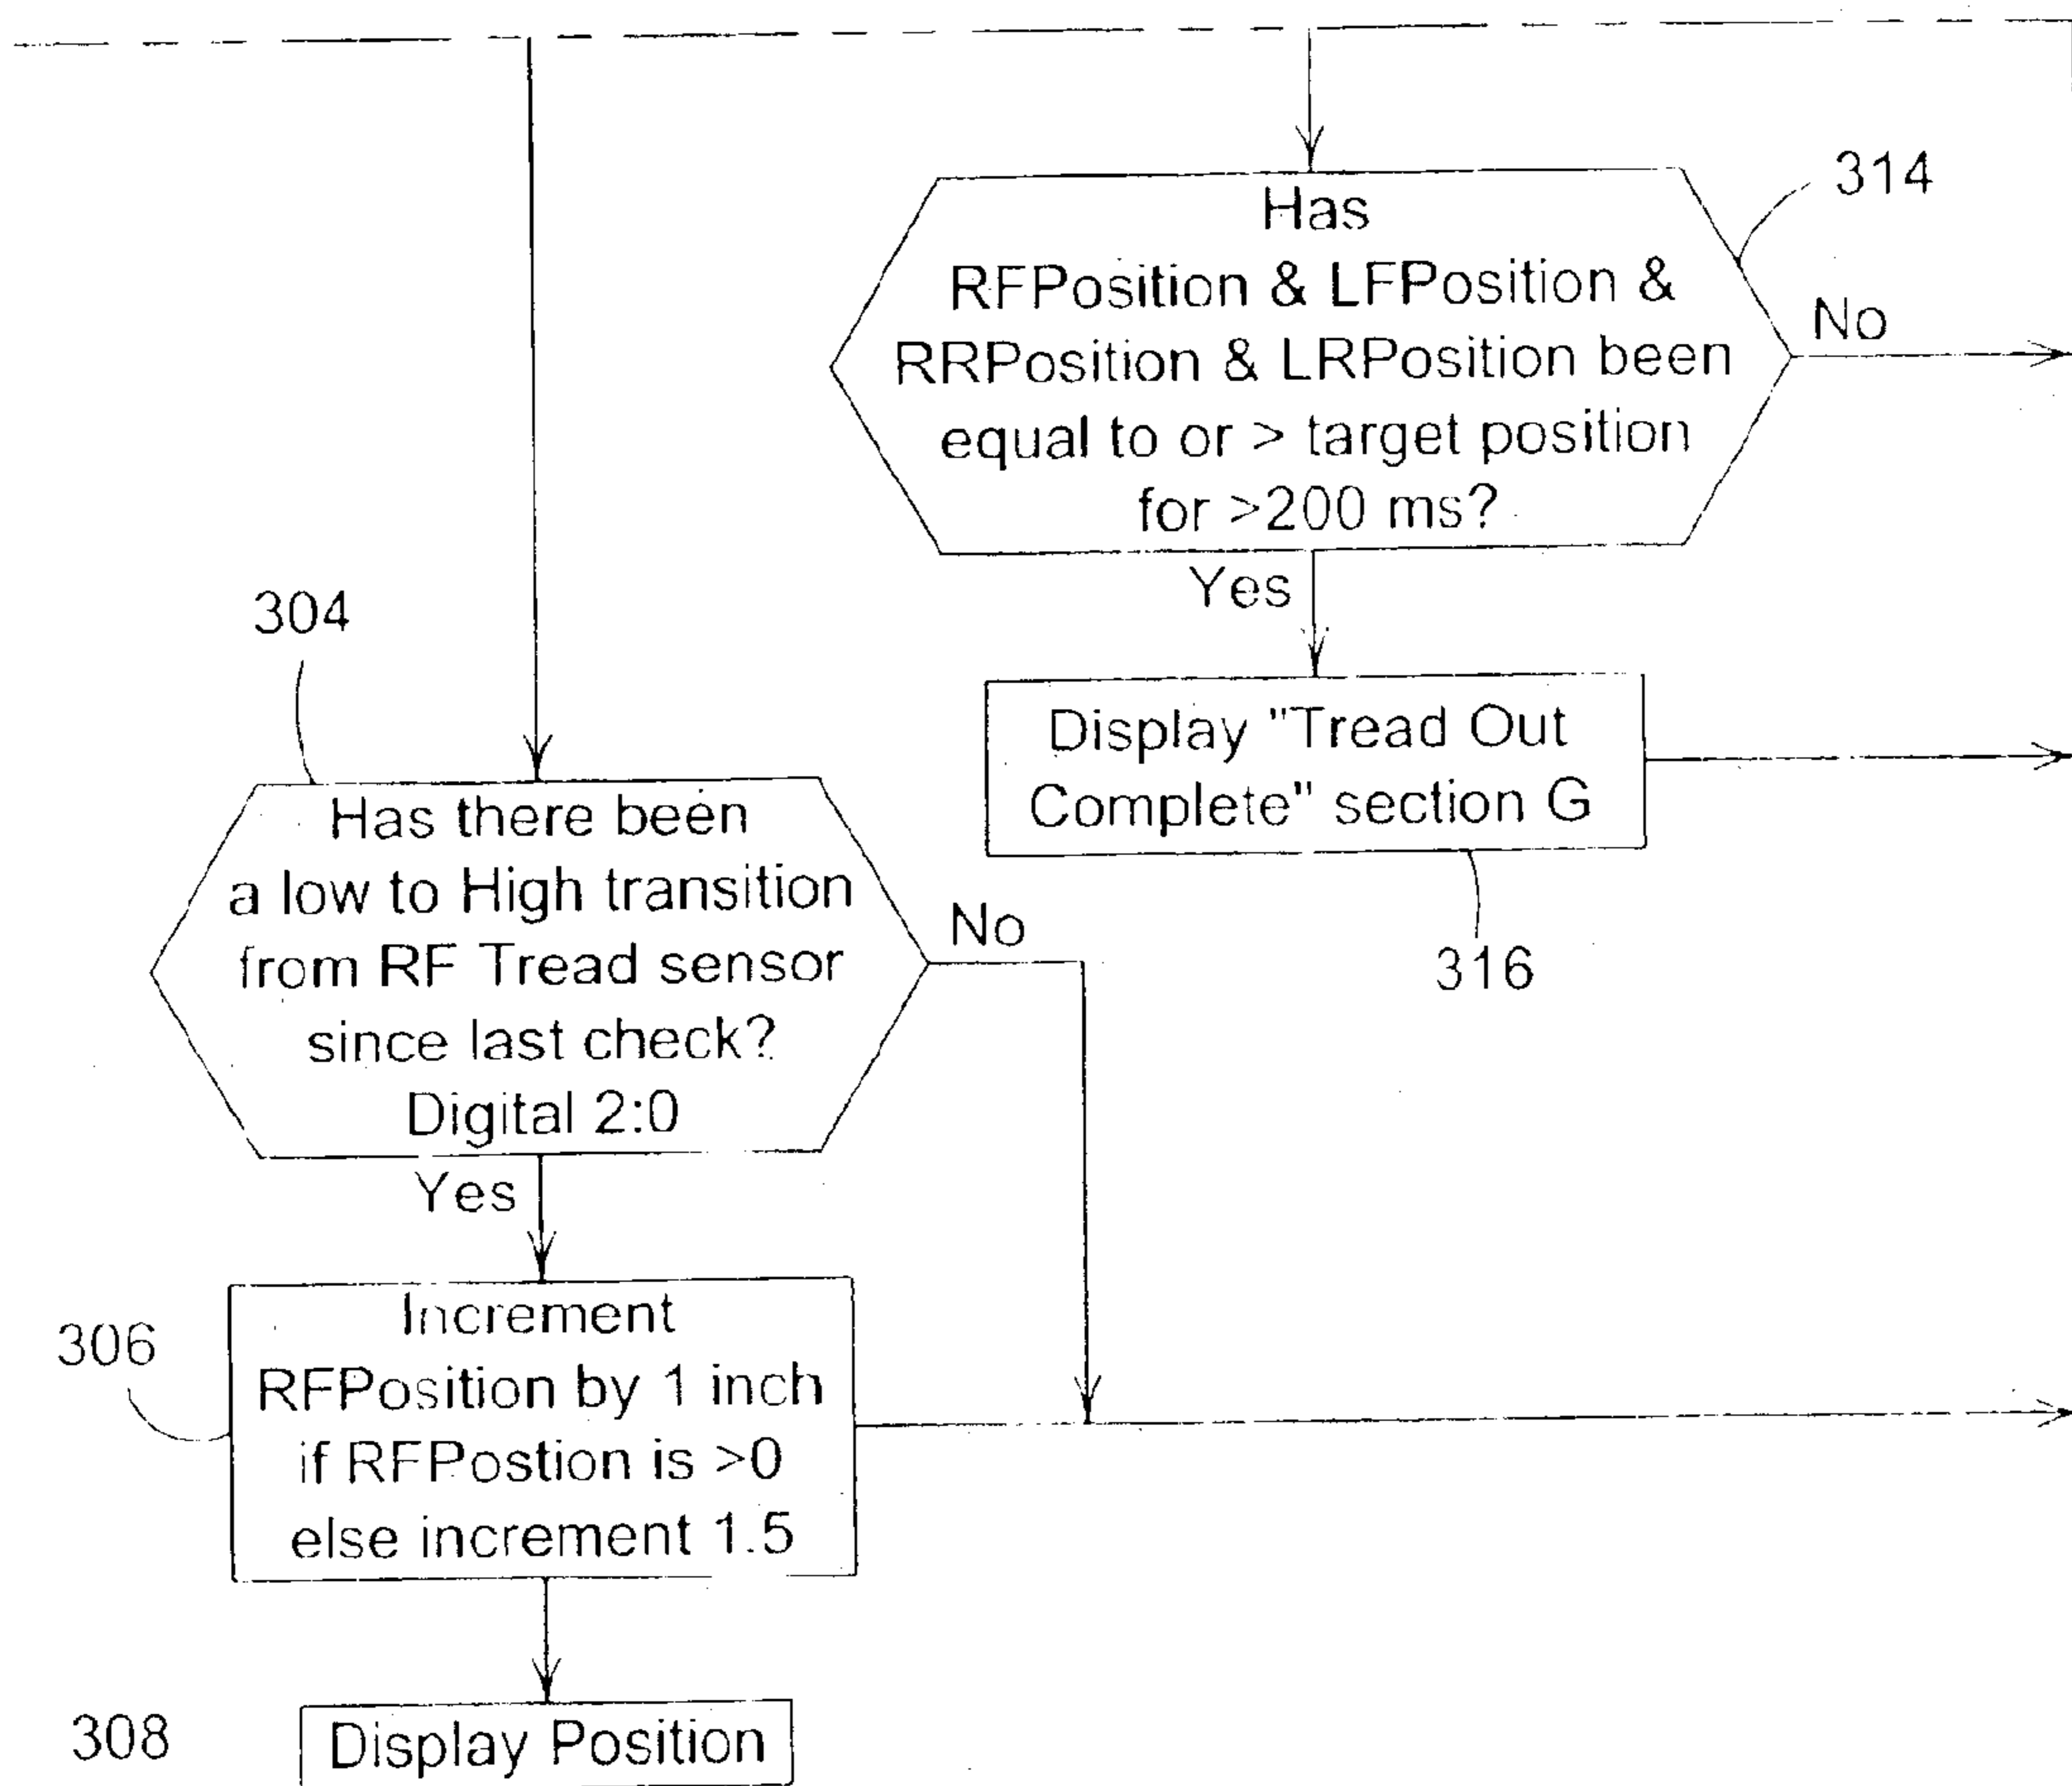 314
Has
RFPosition & LFPosition &
RRPosition & LRPosition been
equal to or > target position
for >200 ms?
No
Yes
Display "Tread Out
Complete" section G
316
304
Has there been
a low to High transition
from RF Tread sensor
since last check?
Digital 2:0
No
Yes
306
Increment
RFPosition by 1 inch
if RFPostion is >0
else increment 1.5
308
Display Position